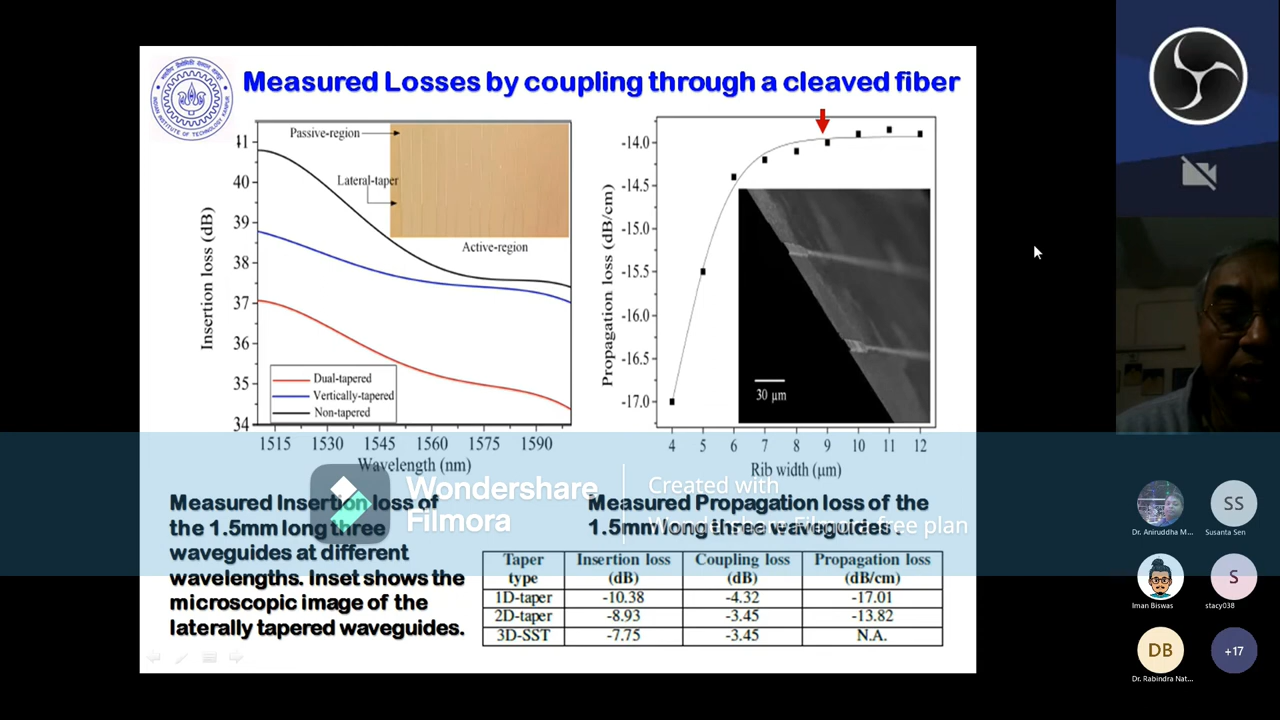 Measured Losses by coupling through a cleaved fiber
Passive-region
Lateral-taper
Active-region
Insertion loss (dB)
41
40
39
38
37
36
35
34
Dual-tapered
Vertically-tapered
Non-tapered
1515 1530 1545 1560 1575 1590
Wavelength (nm)
Propagation loss (dB/cm)
-14.0
-14.5
-15.0
-15.5
-16.0
-16.5
-17.0
30 µm
4 5 6 7 8 9 10 11 12
Rib width (µm)
Measured Insertion loss of
the 1.5mm long three
waveguides at different
wavelengths. Inset shows the
microscopic image of the
laterally tapered waveguides.
Measured Propagation loss of the
1.5mm long three waveguides .
Wondershare
Filmora
Created with
Wondershare Filmora free plan
Taper type Insertion loss (dB) Coupling loss (dB) Propagation loss (dB/cm)
1D-taper -10.38 -4.32 -17.01
2D-taper -8.93 -3.45 -13.82
3D-SST -7.75 -3.45 N.A.
Dr. Aniruddha M...
SS
Susanta Sen
Iman Biswas
S
stacy038
DB
Dr. Rabindra Nat...
+17